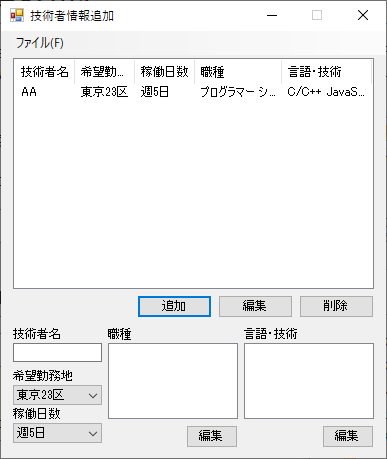 技術者情報追加
ファイル(F)
技術者名 希望勤... 稼働日数 職種 言語・技術
AA 東京23区 週5日 プログラマー シ... C/C++ JavaS...
追加 編集 削除
技術者名 職種 言語・技術
希望勤務地
東京23区
稼働日数
週5日
編集 編集